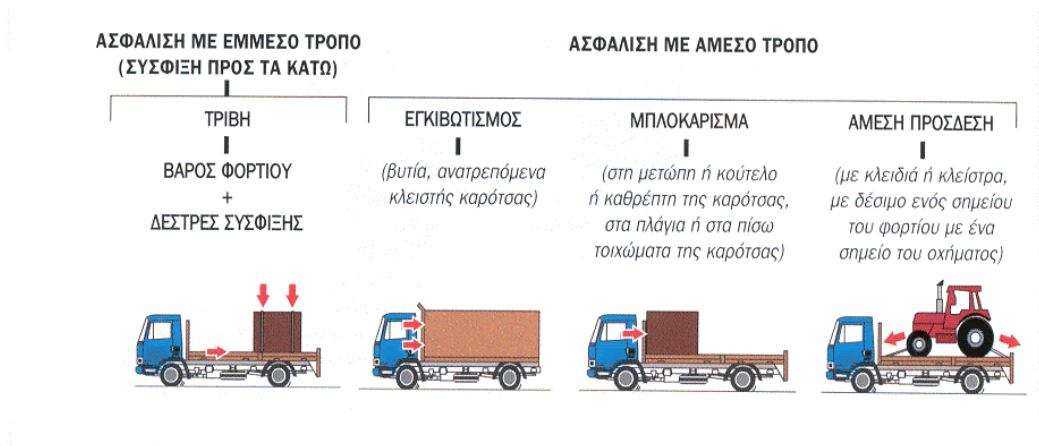 ΑΣΦΑΛΙΣΗ ΜΕ ΕΜΜΕΣΟ ΤΡΟΠΟ
(ΣΥΣΦΙΞΗ ΠΡΟΣ ΤΑ ΚΑΤΩ)
ΤΡΙΒΗ
ΒΑΡΟΣ ΦΟΡΤΙΟΥ
+
ΔΕΣΤΡΕΣ ΣΥΣΦΙΞΗΣ
ΑΣΦΑΛΙΣΗ ΜΕ ΑΜΕΣΟ ΤΡΟΠΟ
ΕΓΚΙΒΩΤΙΣΜΟΣ
(βυτία, ανατρεπόμενα
κλειστής καρότσας)
ΜΠΛΟΚΑΡΙΣΜΑ
(στη μετώπη ή κούτελο
ή καθρέπτη της καρότσας,
στα πλάγια ή στα πίσω
τοιχώματα της καρότσας)
ΑΜΕΣΗ ΠΡΟΣΔΕΣΗ
(με κλειδιά ή κλείστρα,
με δέσιμο ενός σημείου
του φορτίου με ένα
σημείο του οχήματος)